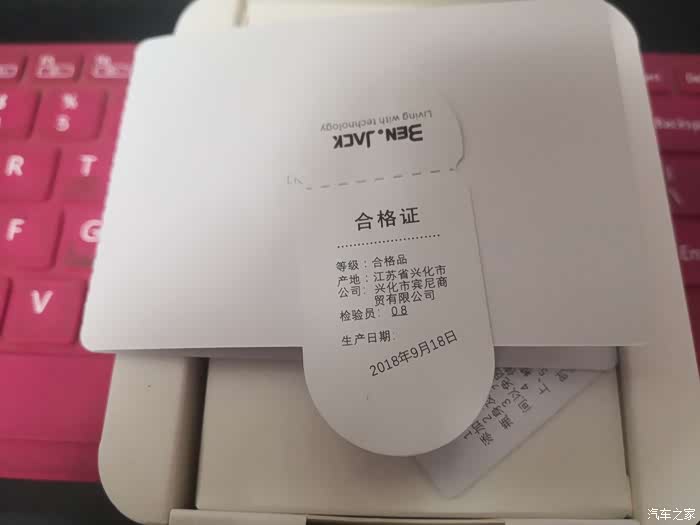 BEN.JACK
Living with technology
合格证
等级：合格品
产地：江苏省兴化市
公司：兴化市宾尼商
贸有限公司
检验员：08
生产日期：
2018年9月18日
%
5
R
T
F
G
V
汽车之家